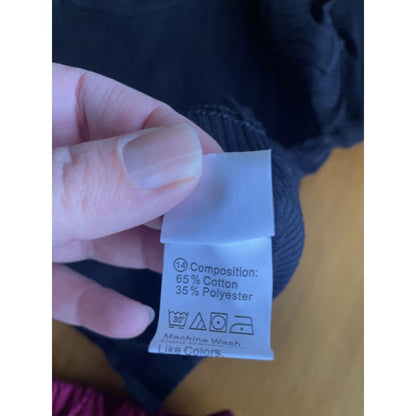 14 Composition:
65% Cotton
35% Polyester
30°
Machine Wash
Like Colors.